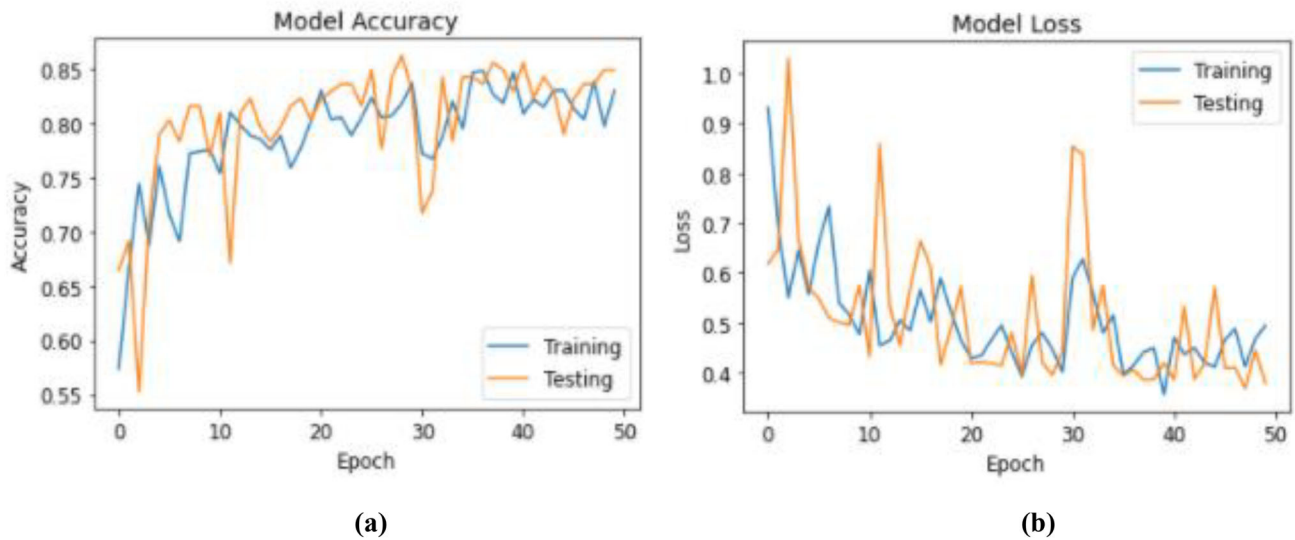 Model Accuracy
0.85
0.80
0.75
0.70
0.65
0.60
0.55
Accuracy
Training
Testing
0 10 20 30 40 50
Epoch
(a)
Model Loss
1.0
0.9
0.8
0.7
0.6
0.5
0.4
Loss
Training
Testing
0 10 20 30 40 50
Epoch
(b)